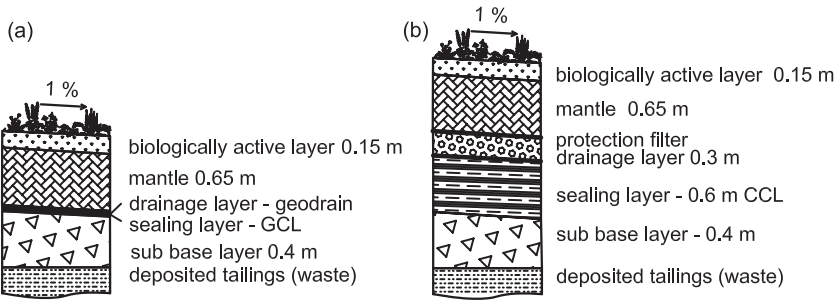 (a)
1 %
biologically active layer 0.15 m
mantle 0.65 m
drainage layer - geodrain
sealing layer - GCL
sub base layer 0.4 m
deposited tailings (waste)
(b)
1 %
biologically active layer 0.15 m
mantle 0.65 m
protection filter
drainage layer 0.3 m
sealing layer - 0.6 m CCL
sub base layer - 0.4 m
deposited tailings (waste)